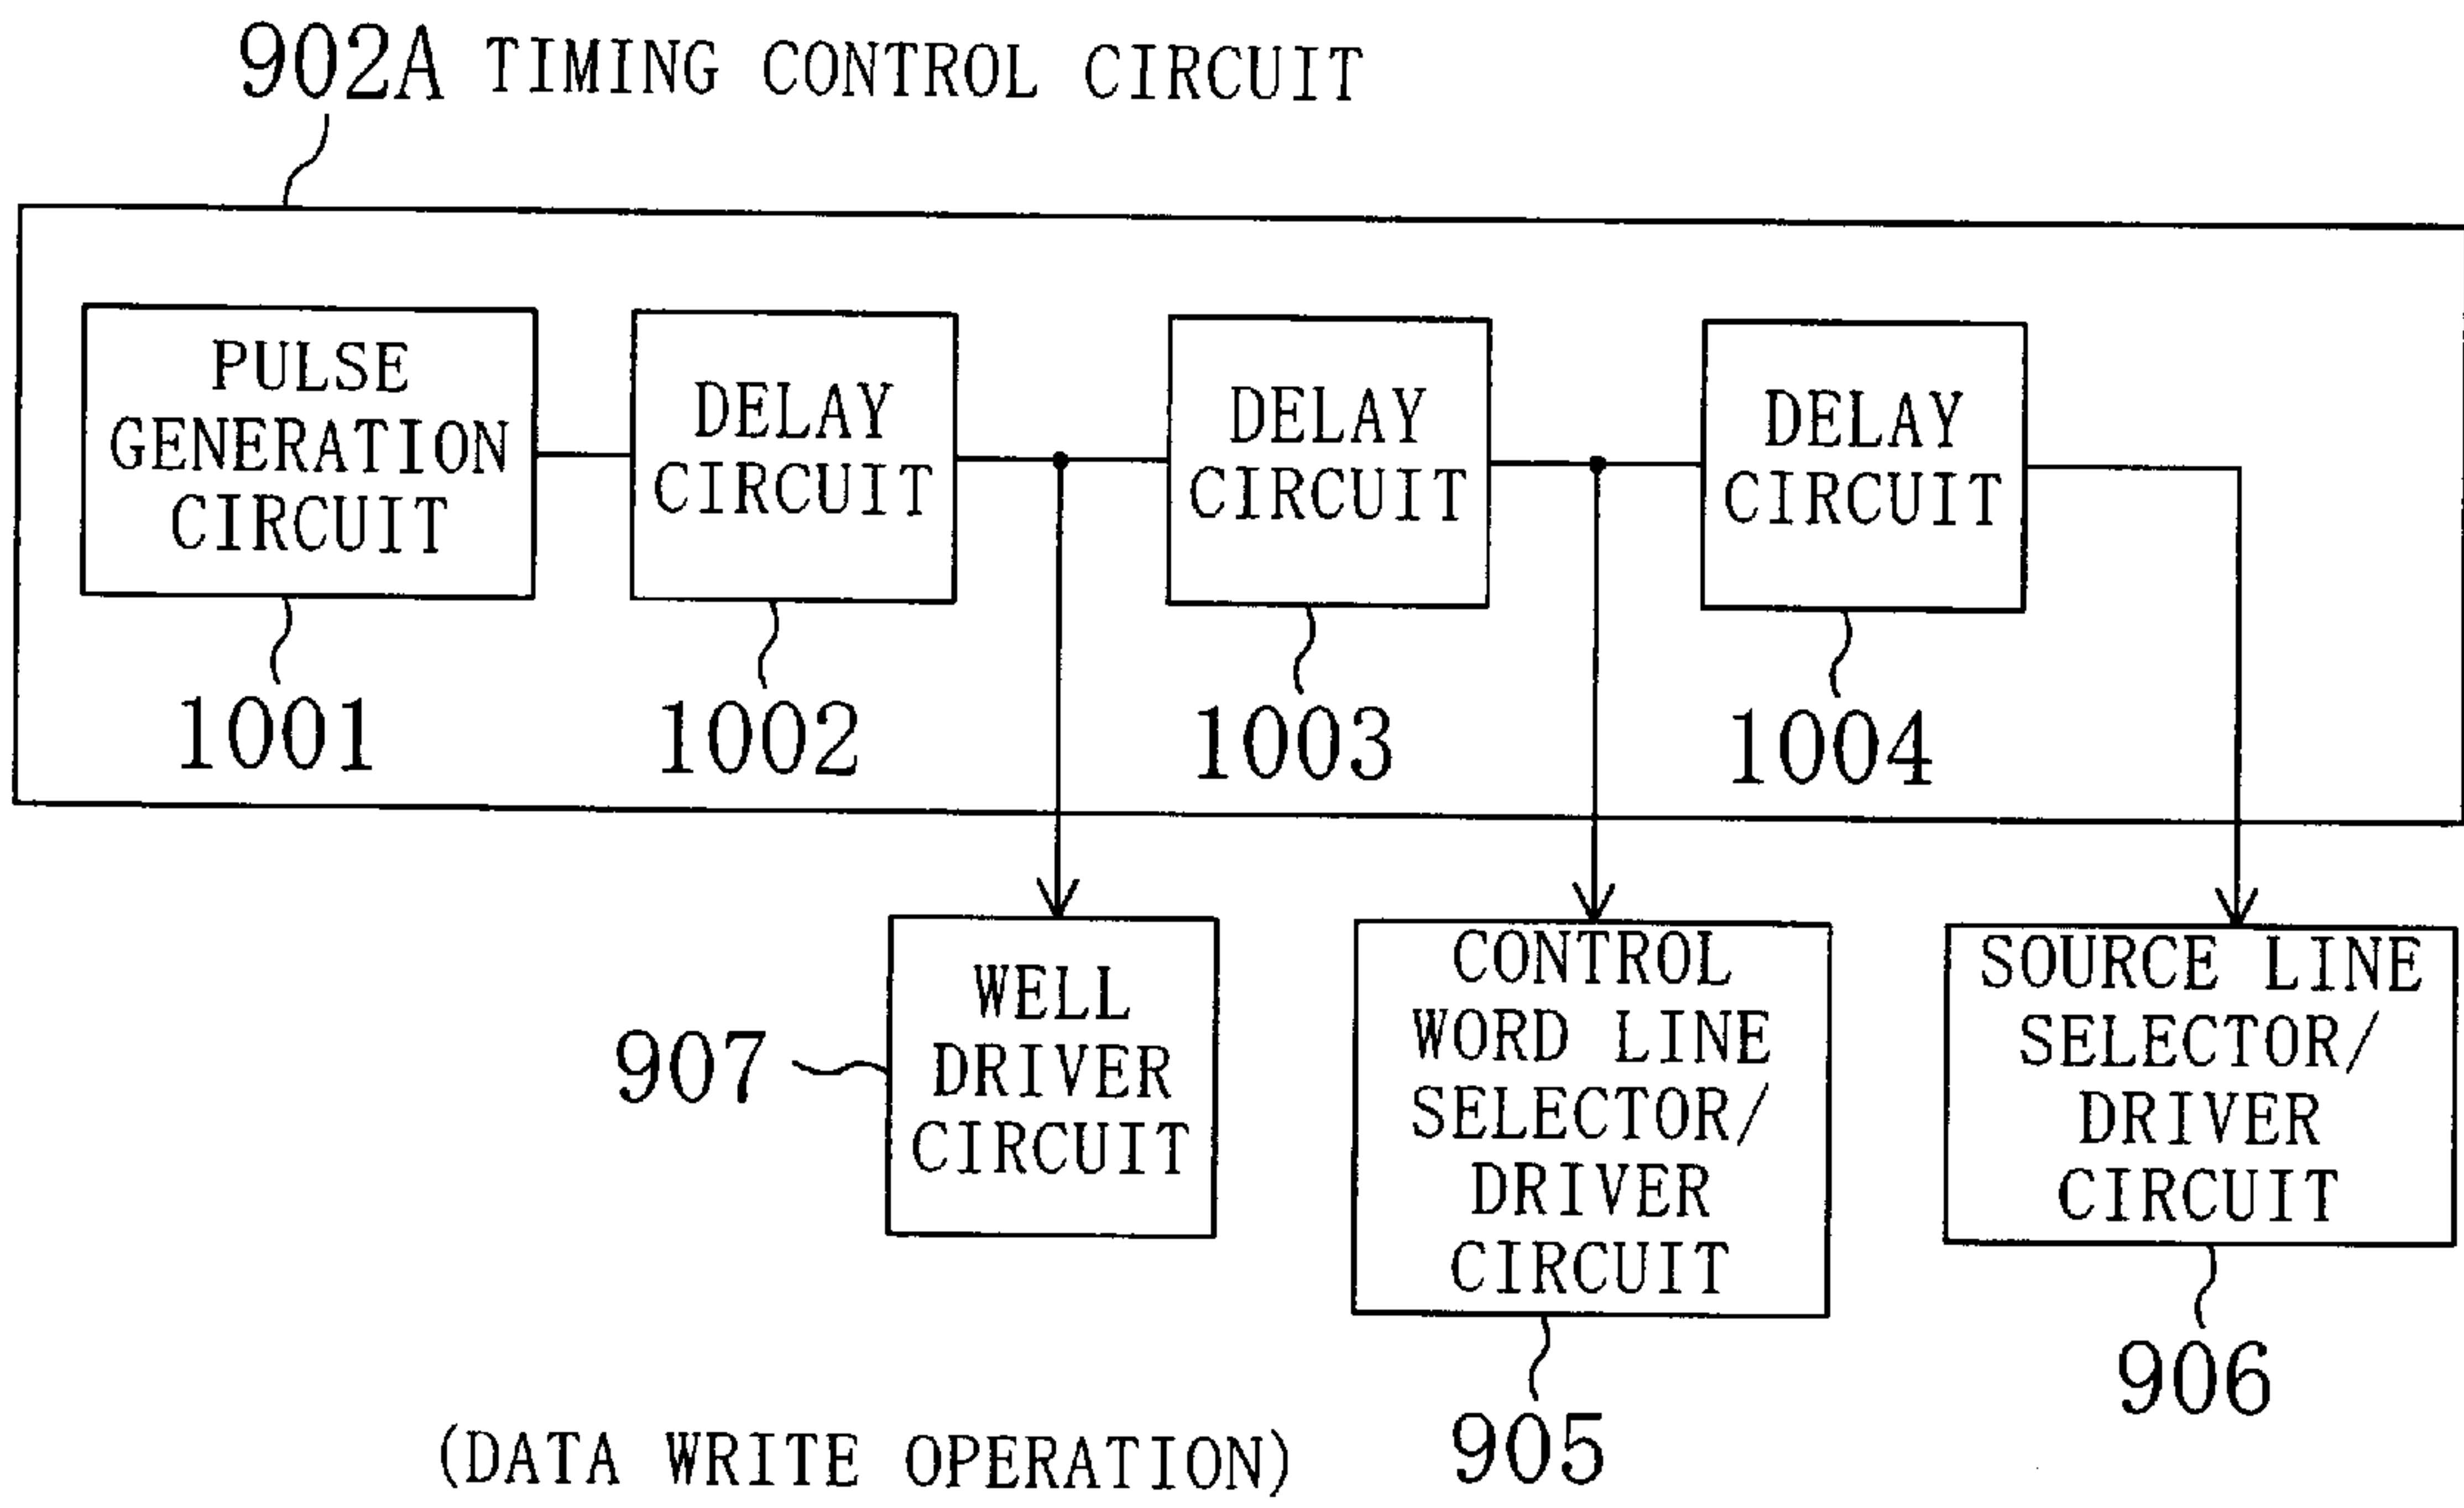 902A TIMING CONTROL CIRCUIT
PULSE
GENERATION
CIRCUIT
DELAY
CIRCUIT
DELAY
CIRCUIT
DELAY
CIRCUIT
1001
1002
1003
1004
WELL
DRIVER
CIRCUIT
907
CONTROL
WORD LINE
SELECTOR/
DRIVER
CIRCUIT
905
SOURCE LINE
SELECTOR/
DRIVER
CIRCUIT
906
(DATA WRITE OPERATION)